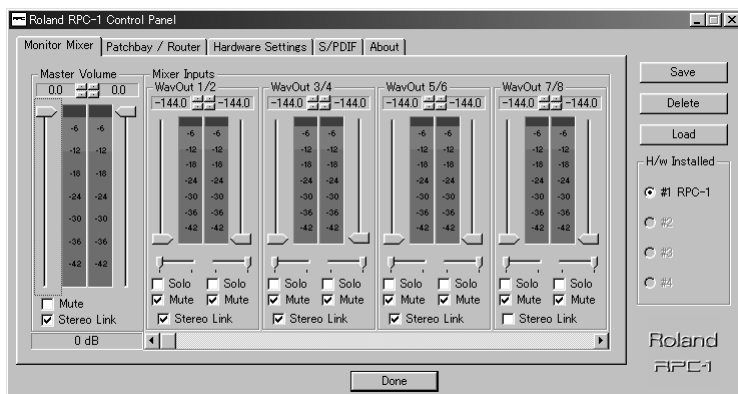 Roland RPC-1 Control Panel
Monitor Mixer Patchbay / Router Hardware Settings S/PDIF About
Master Volume
0.0 0.0
-6 -6
-12 -12
-18 -18
-24 -24
-30 -30
-36 -36
-42 -42
Mute
Stereo Link
0 dB
Mixer Inputs
WavOut 1/2
-144.0 -144.0
-6 -6
-12 -12
-18 -18
-24 -24
-30 -30
-36 -36
-42 -42
Solo Solo
Mute Mute
Stereo Link
WavOut 3/4
-144.0 -144.0
-6 -6
-12 -12
-18 -18
-24 -24
-30 -30
-36 -36
-42 -42
Solo Solo
Mute Mute
Stereo Link
WavOut 5/6
-144.0 -144.0
-6 -6
-12 -12
-18 -18
-24 -24
-30 -30
-36 -36
-42 -42
Solo Solo
Mute Mute
Stereo Link
WavOut 7/8
-144.0 -144.0
-6 -6
-12 -12
-18 -18
-24 -24
-30 -30
-36 -36
-42 -42
Solo Solo
Mute Mute
Stereo Link
Save
Delete
Load
H/w Installed
#1 RPC-1
#2
#3
#4
Roland
RPC-1
Done